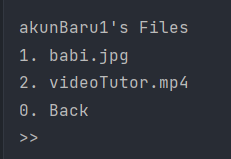 akunBaru1's Files
1. babi.jpg
2. videoTutor.mp4
0. Back
>>